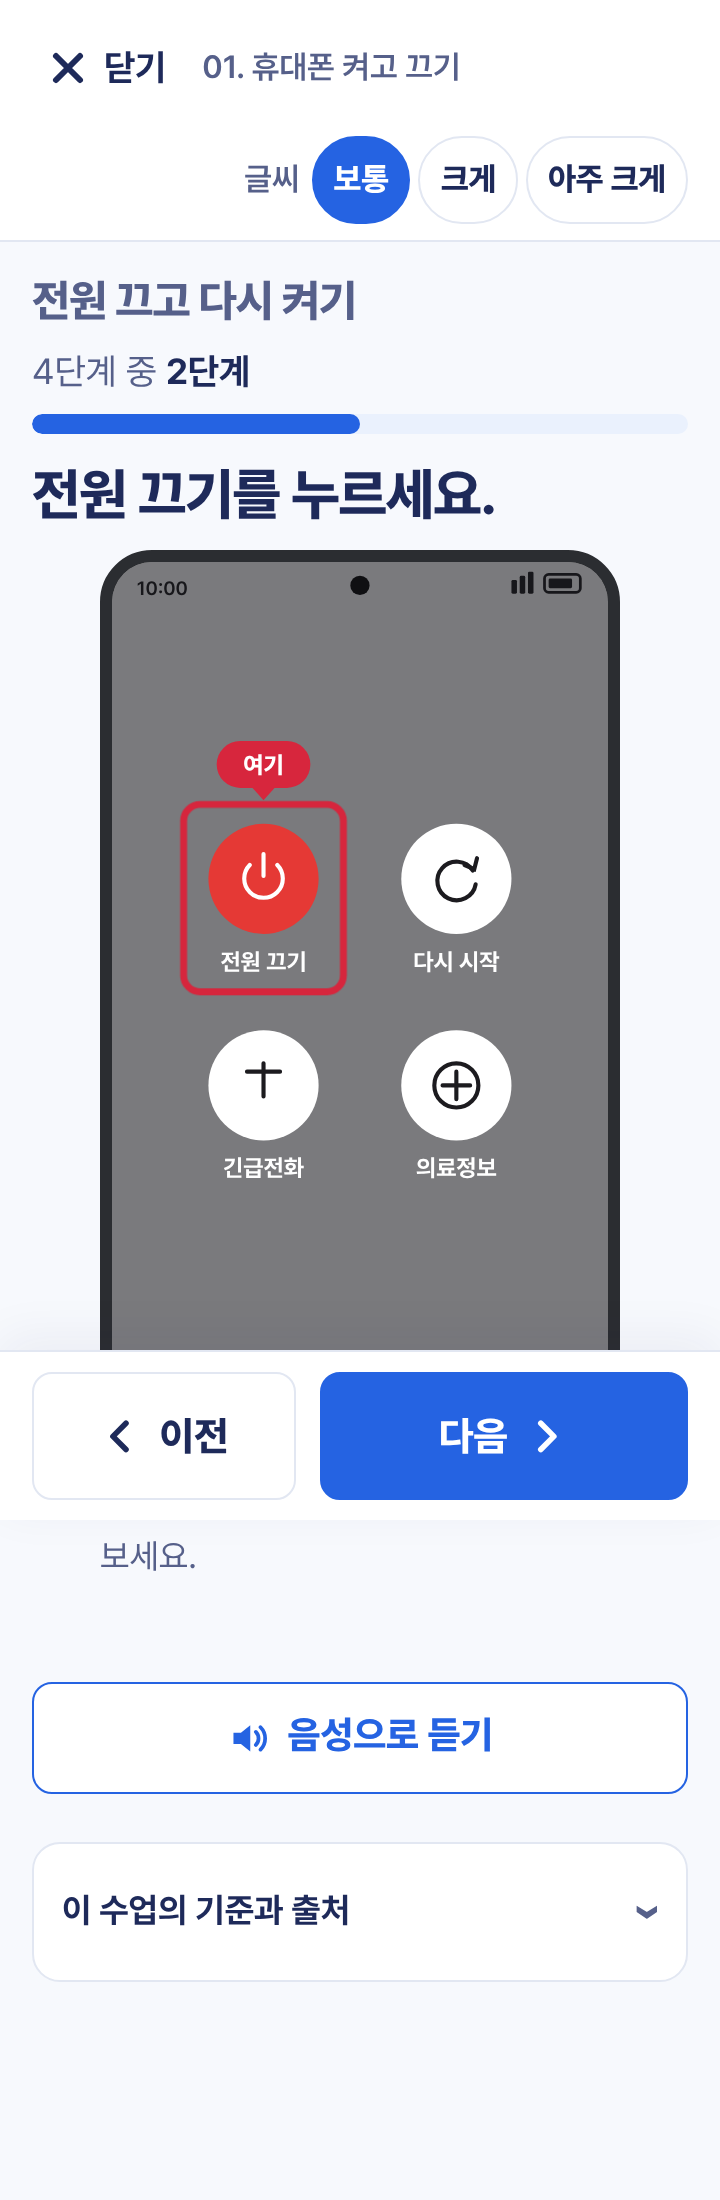 닫기 01. 휴대폰 켜고 끄기
글씨 보통 크게 아주 크게
전원 끄고 다시 켜기
4단계 중 2단계
전원 끄기를 누르세요.
10:00
여기
전원 끄기 다시 시작
긴급전화 의료정보
이전 다음
보세요.
음성으로 듣기
이 수업의 기준과 출처